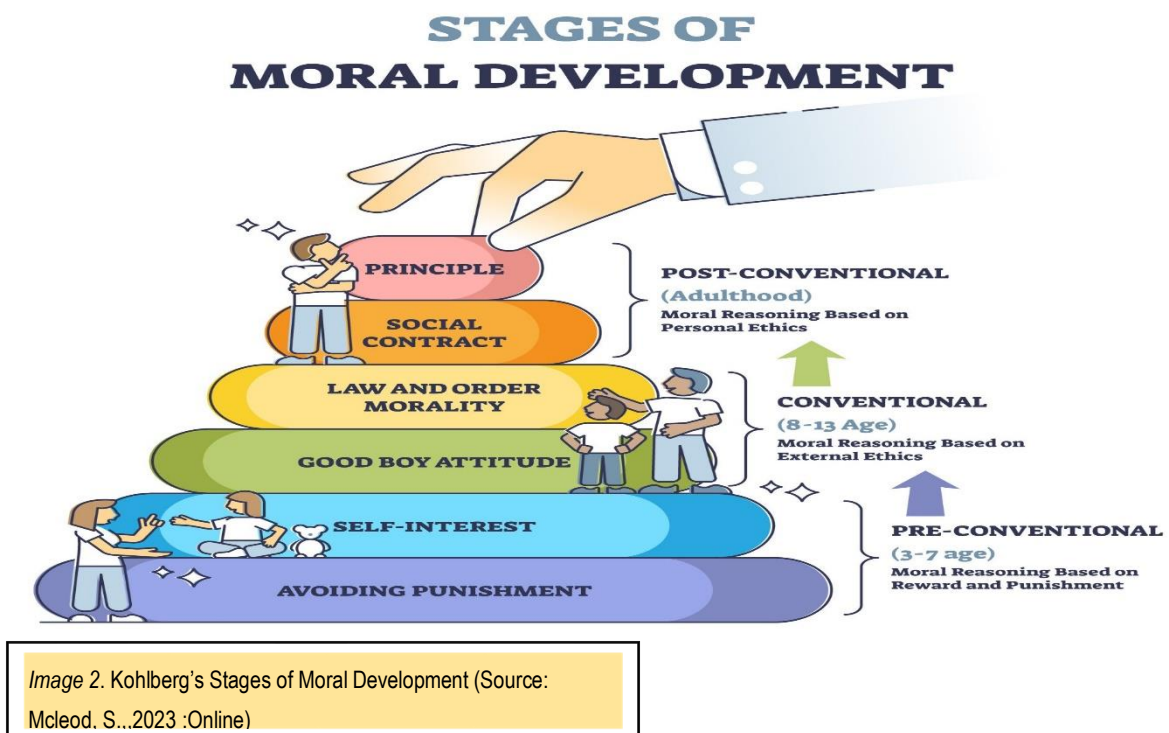 STAGES OF
MORAL DEVELOPMENT
PRINCIPLE
SOCIAL
CONTRACT
LAW AND ORDER
MORALITY
GOOD BOY ATTITUDE
SELF-INTEREST
AVOIDING PUNISHMENT
POST-CONVENTIONAL
(Adulthood)
Moral Reasoning Based on
Personal Ethics
CONVENTIONAL
(8-13 Age)
Moral Reasoning Based on
External Ethics
PRE-CONVENTIONAL
(3-7 age)
Moral Reasoning Based on
Reward and Punishment
Image 2. Kohlberg’s Stages of Moral Development (Source:
Mcleod, S.,,2023 :Online)